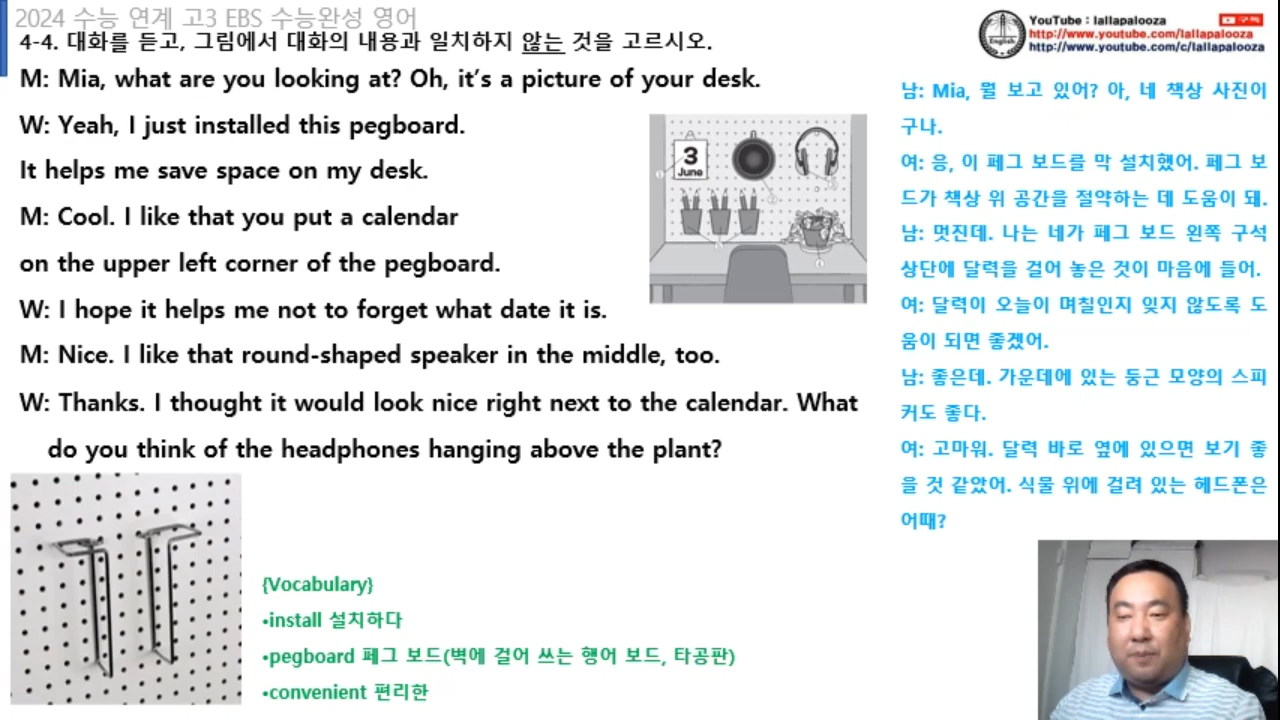 2024 수능 연계 고3 EBS 수능완성 영어
4-4. 대화를 듣고, 그림에서 대화의 내용과 일치하지 않는 것을 고르시오.
YouTube : lallapalooza
구독
http://www.youtube.com/lallapalooza
http://www.youtube.com/c/lallapalooza
English
M: Mia, what are you looking at? Oh, it’s a picture of your desk.
W: Yeah, I just installed this pegboard.
It helps me save space on my desk.
M: Cool. I like that you put a calendar
on the upper left corner of the pegboard.
W: I hope it helps me not to forget what date it is.
M: Nice. I like that round-shaped speaker in the middle, too.
W: Thanks. I thought it would look nice right next to the calendar. What
do you think of the headphones hanging above the plant?
3
June
남: Mia, 뭘 보고 있어? 아, 네 책상 사진이
구나.
여: 응, 이 페그 보드를 막 설치했어. 페그 보
드가 책상 위 공간을 절약하는 데 도움이 돼.
남: 멋진데. 나는 네가 페그 보드 왼쪽 구석
상단에 달력을 걸어 놓은 것이 마음에 들어.
여: 달력이 오늘이 며칠인지 잊지 않도록 도
움이 되면 좋겠어.
남: 좋은데. 가운데에 있는 둥근 모양의 스피
커도 좋다.
여: 고마워. 달력 바로 옆에 있으면 보기 좋
을 것 같았어. 식물 위에 걸려 있는 헤드폰은
어때?
{Vocabulary}
•install 설치하다
•pegboard 페그 보드(벽에 걸어 쓰는 행어 보드, 타공판)
•convenient 편리한